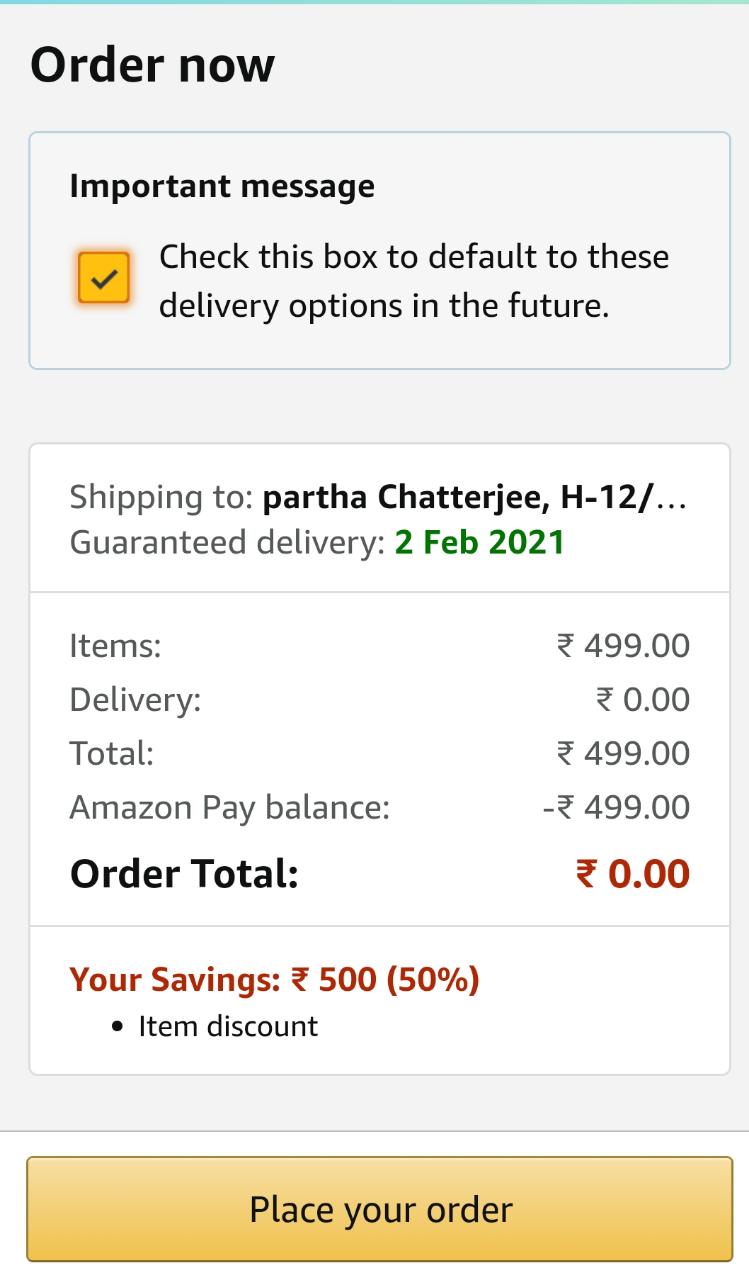 Order now
Important message
Check this box to default to these
delivery options in the future.
Shipping to: partha Chatterjee, H-12/...
Guaranteed delivery: 2 Feb 2021
Items: ₹ 499.00
Delivery: ₹ 0.00
Total: ₹ 499.00
Amazon Pay balance: -₹ 499.00
Order Total: ₹ 0.00
Your Savings: ₹ 500 (50%)
• Item discount
Place your order